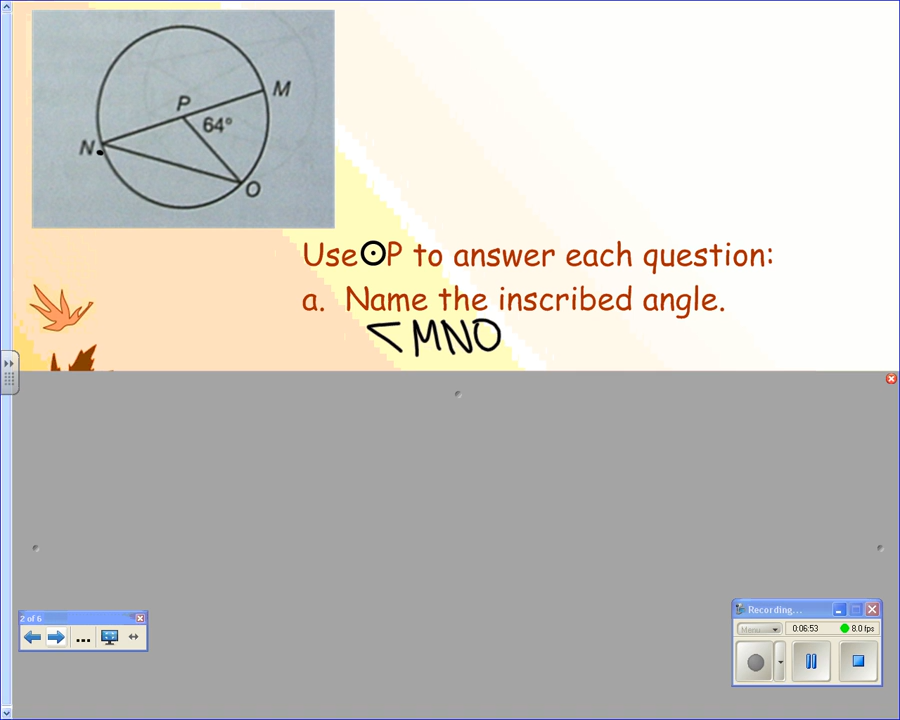 M
P
64°
N
O
Use⊙P to answer each question:
a. Name the inscribed angle.
<MNO
2 of 6
...
Recording...
Menu
0:06:53
8.0 fps